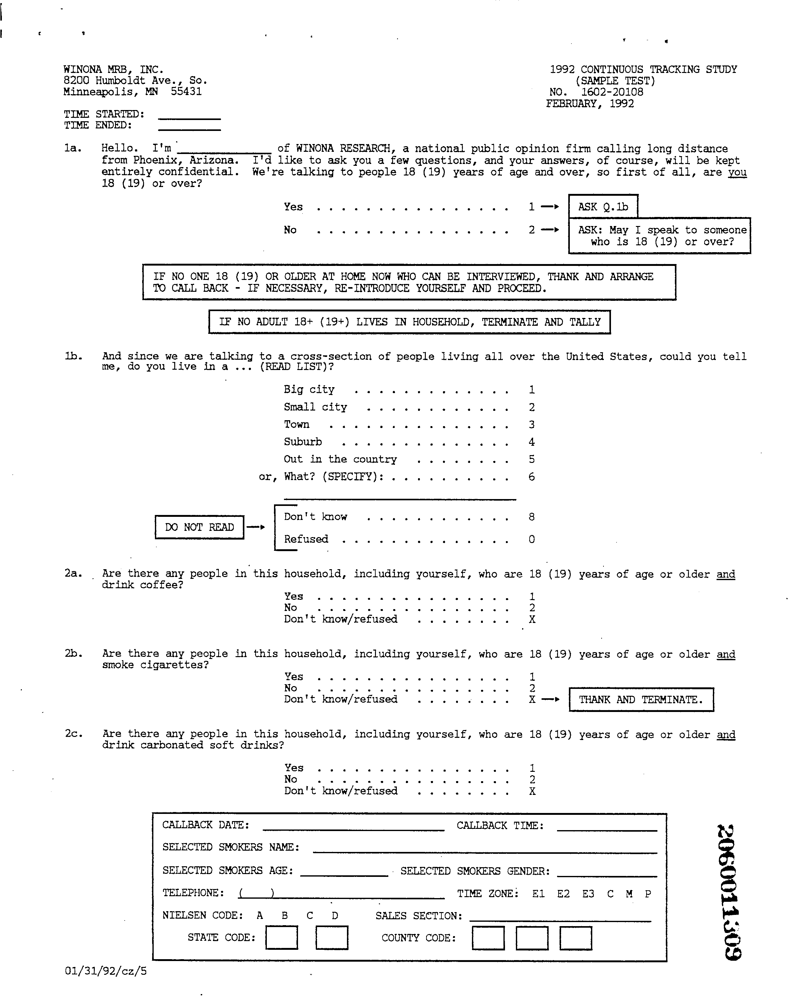 WINONA MRB, INC.
8200 Humboldt Ave., So.
Minneapolis, MN 55431
1992 CONTINUOUS TRACKING STUDY
(SAMPLE TEST)
NO. 1602-20108
FEBRUARY, 1992
TIME STARTED: ________
TIME ENDED: ________
1a. Hello. I'm ____________ of WINONA RESEARCH, a national public opinion firm calling long distance
from Phoenix, Arizona. I'd like to ask you a few questions, and your answers, of course, will be kept
entirely confidential. We're talking to people 18 (19) years of age and over, so first of all, are you
18 (19) or over?
Yes . . . . . . . . . . . . . . . . 1 → ASK Q.1b
No . . . . . . . . . . . . . . . . 2 → ASK: May I speak to someone
who is 18 (19) or over?
IF NO ONE 18 (19) OR OLDER AT HOME NOW WHO CAN BE INTERVIEWED, THANK AND ARRANGE
TO CALL BACK - IF NECESSARY, RE-INTRODUCE YOURSELF AND PROCEED.
IF NO ADULT 18+ (19+) LIVES IN HOUSEHOLD, TERMINATE AND TALLY
1b. And since we are talking to a cross-section of people living all over the United States, could you tell
me, do you live in a ... (READ LIST)?
Big city . . . . . . . . . . . . . 1
Small city . . . . . . . . . . . . 2
Town . . . . . . . . . . . . . . . 3
Suburb . . . . . . . . . . . . . . 4
Out in the country . . . . . . . . 5
or, What? (SPECIFY): . . . . . . . . . . 6
DO NOT READ →
Don't know . . . . . . . . . . . . 8
Refused . . . . . . . . . . . . . . 0
2a. Are there any people in this household, including yourself, who are 18 (19) years of age or older and
drink coffee?
Yes . . . . . . . . . . . . . . . . 1
No . . . . . . . . . . . . . . . . 2
Don't know/refused . . . . . . . . X
2b. Are there any people in this household, including yourself, who are 18 (19) years of age or older and
smoke cigarettes?
Yes . . . . . . . . . . . . . . . . 1
No . . . . . . . . . . . . . . . . 2
Don't know/refused . . . . . . . . X → THANK AND TERMINATE.
2c. Are there any people in this household, including yourself, who are 18 (19) years of age or older and
drink carbonated soft drinks?
Yes . . . . . . . . . . . . . . . . 1
No . . . . . . . . . . . . . . . . 2
Don't know/refused . . . . . . . . X
CALLBACK DATE: ____________ CALLBACK TIME: ____________
SELECTED SMOKERS NAME: ____________
SELECTED SMOKERS AGE: ____________ SELECTED SMOKERS GENDER: ____________
TELEPHONE: (    ) ____________ TIME ZONE: E1 E2 E3 C M P
NIELSEN CODE: A B C D SALES SECTION: ____________
STATE CODE: COUNTY CODE:
01/31/92/cz/5
2060011309